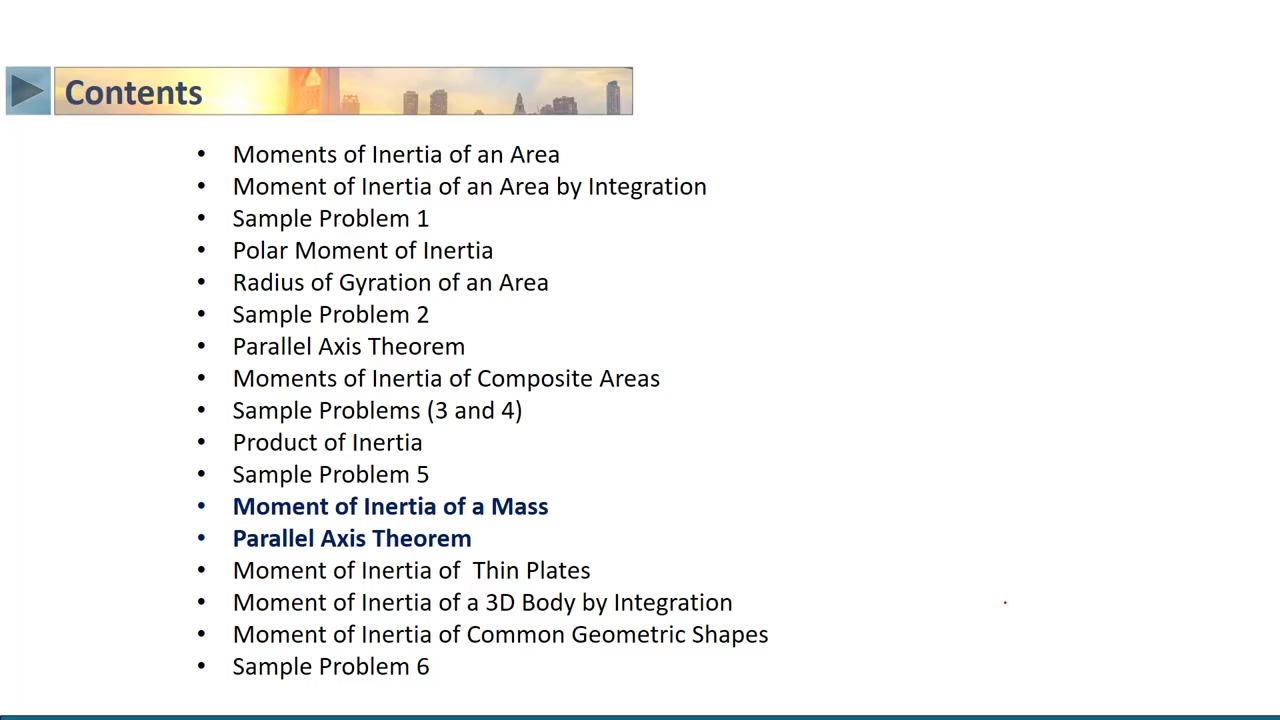 Contents
• Moments of Inertia of an Area
• Moment of Inertia of an Area by Integration
• Sample Problem 1
• Polar Moment of Inertia
• Radius of Gyration of an Area
• Sample Problem 2
• Parallel Axis Theorem
• Moments of Inertia of Composite Areas
• Sample Problems (3 and 4)
• Product of Inertia
• Sample Problem 5
• Moment of Inertia of a Mass
• Parallel Axis Theorem
• Moment of Inertia of  Thin Plates
• Moment of Inertia of a 3D Body by Integration
• Moment of Inertia of Common Geometric Shapes
• Sample Problem 6